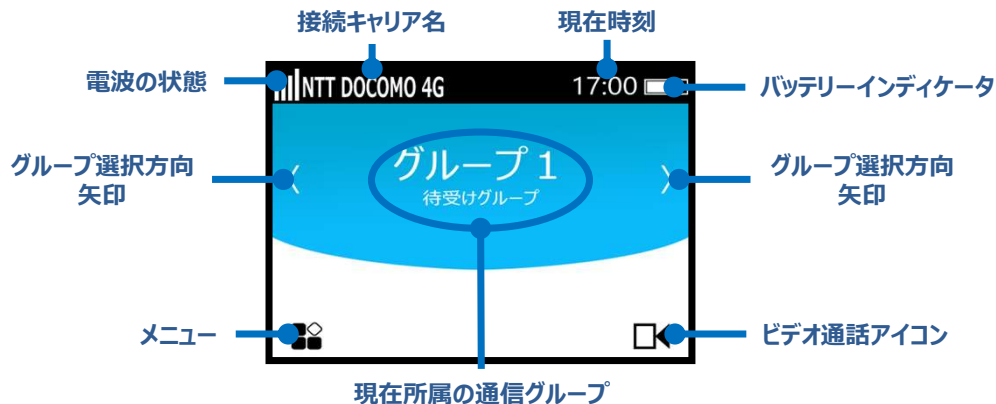 接続キャリア名
現在時刻
電波の状態
NTT DOCOMO 4G
17:00
バッテリーインディケータ
グループ選択方向
矢印
グループ 1
待受けグループ
グループ選択方向
矢印
メニュー
ビデオ通話アイコン
現在所属の通信グループ